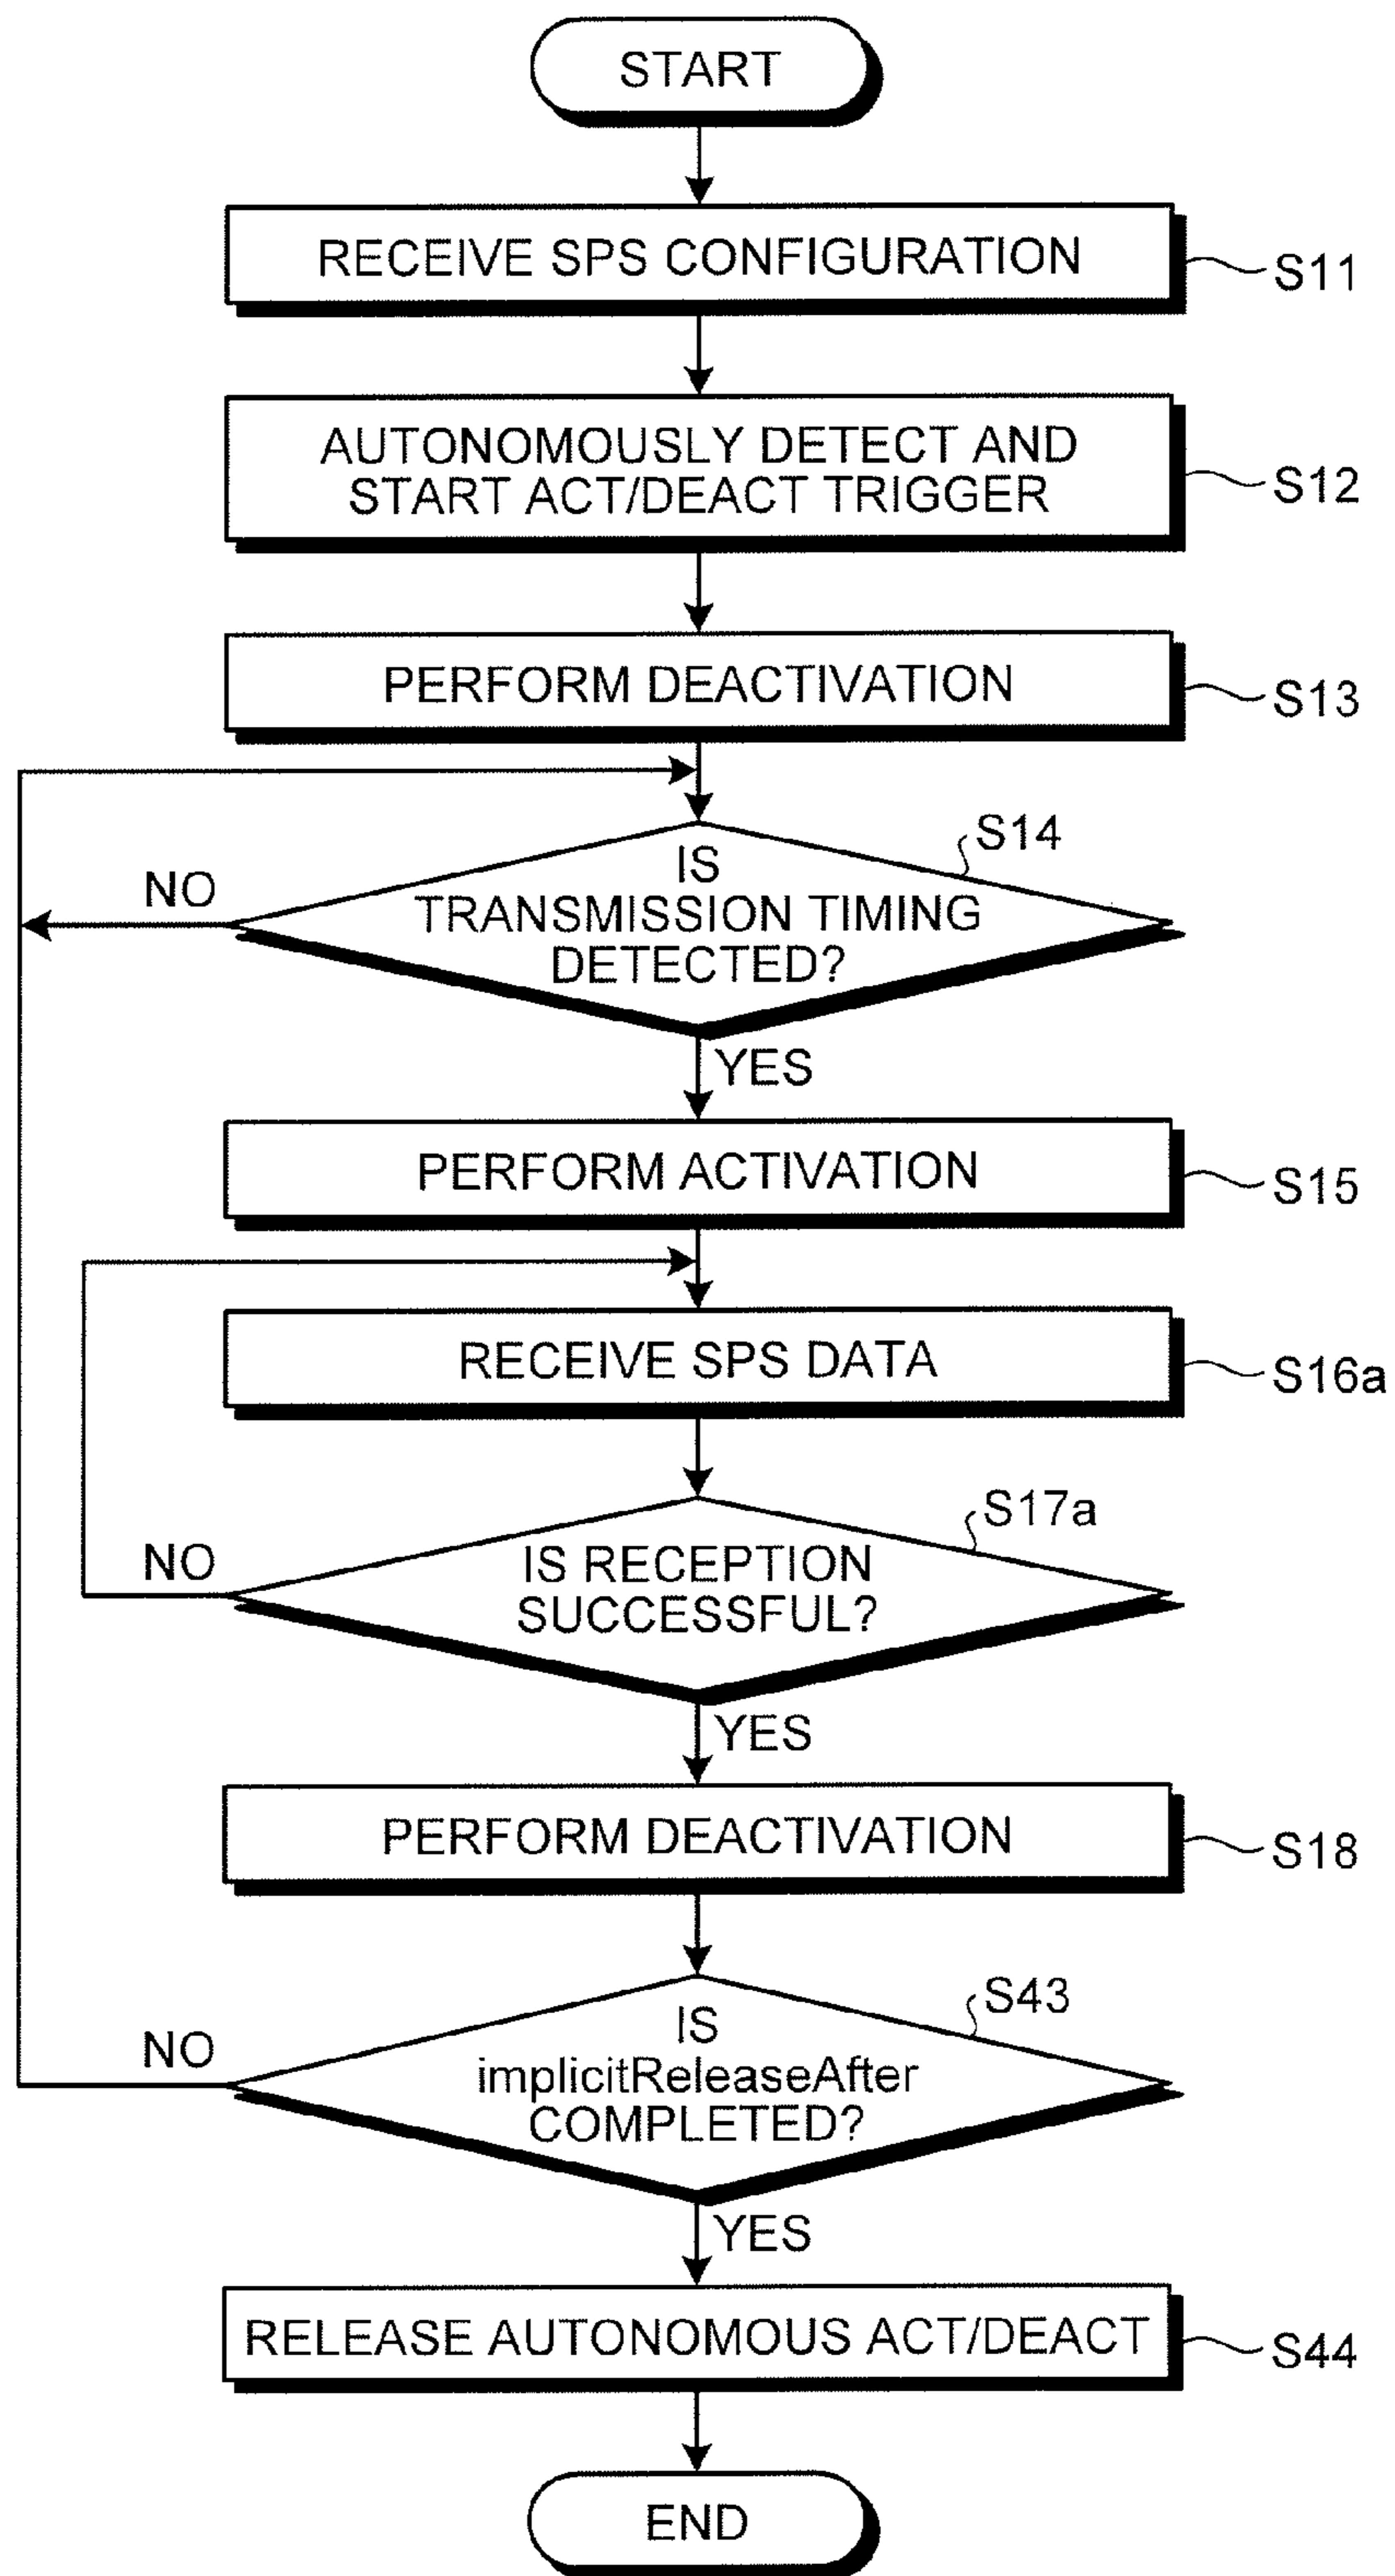 START
RECEIVE SPS CONFIGURATION
S11
AUTONOMOUSLY DETECT AND
START ACT/DEACT TRIGGER
S12
PERFORM DEACTIVATION
S13
S14
IS
TRANSMISSION TIMING
DETECTED?
NO
YES
PERFORM ACTIVATION
S15
RECEIVE SPS DATA
S16a
S17a
IS RECEPTION
SUCCESSFUL?
NO
YES
PERFORM DEACTIVATION
S18
S43
IS
implicitReleaseAfter
COMPLETED?
NO
YES
RELEASE AUTONOMOUS ACT/DEACT
S44
END